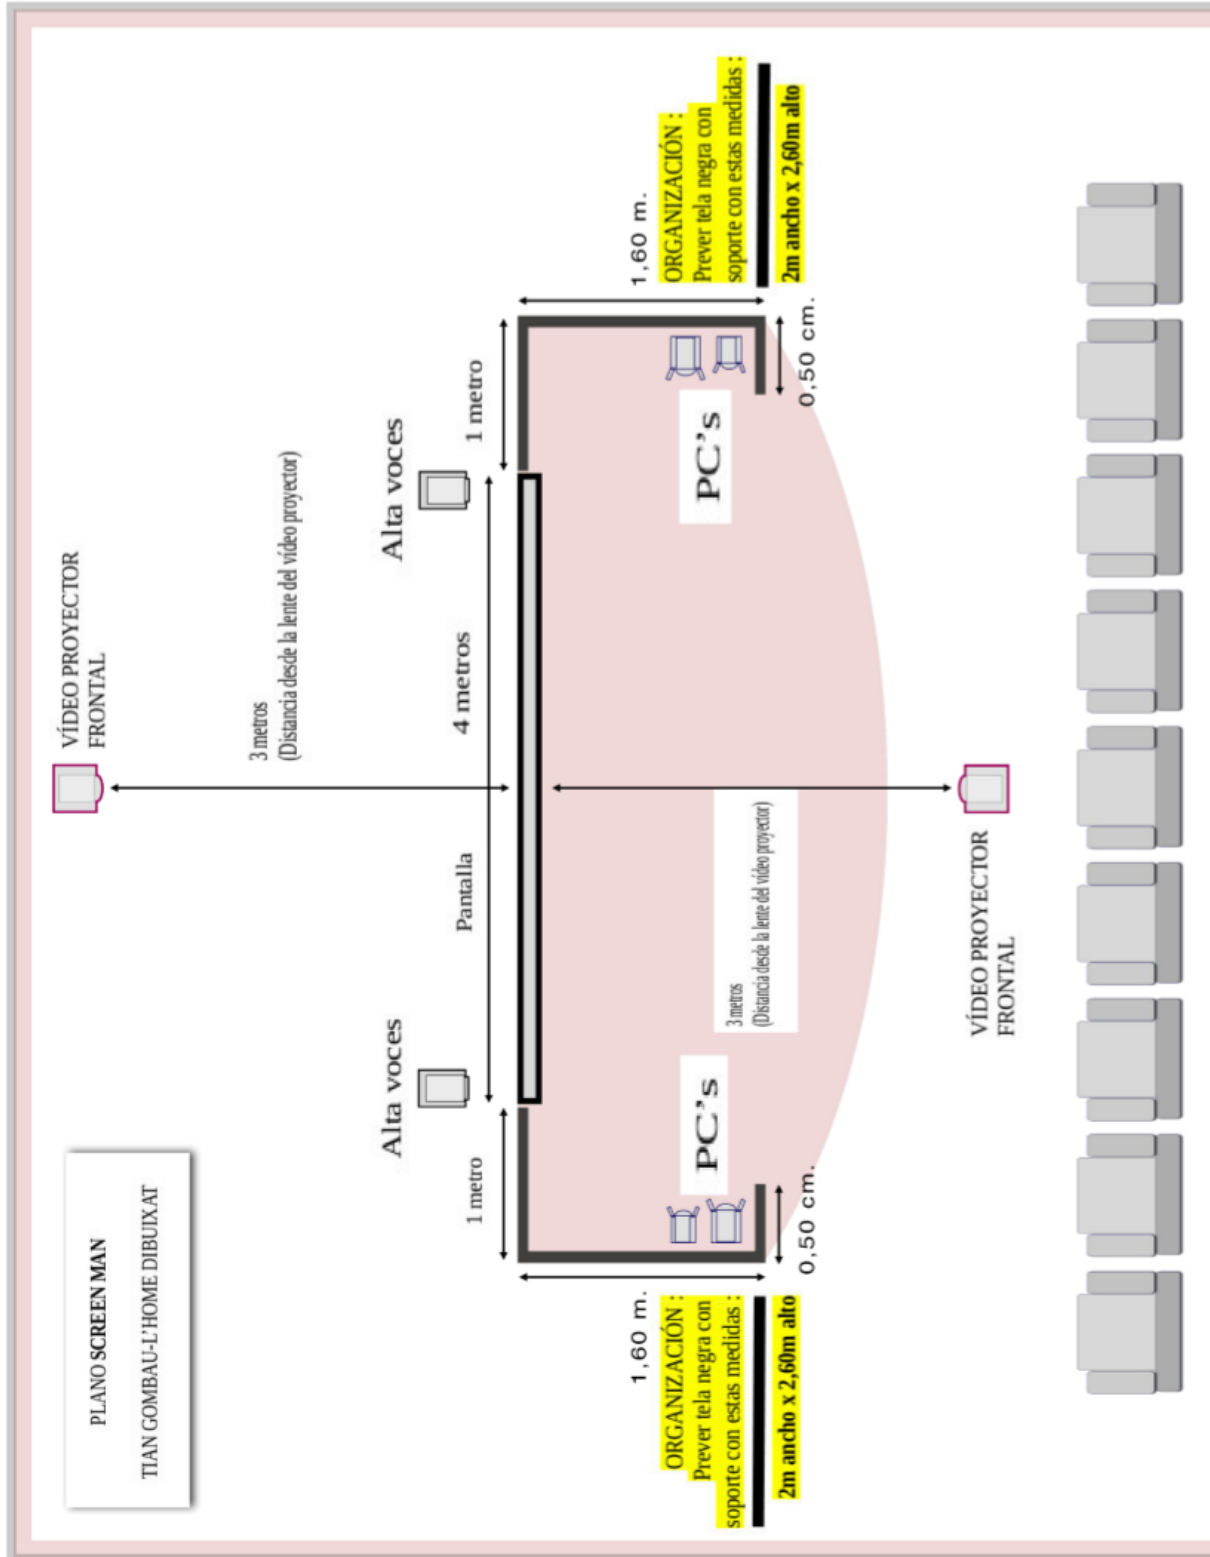 PLANO SCREEN MAN
TIAN GOMBAU-L'HOME DIBUIXAT
VÍDEO PROYECTOR
FRONTAL
3 metros
(Distancia desde la lente del vídeo proyector)
Alta voces
Alta voces
1 metro
Pantalla
4 metros
1 metro
1,60 m.
ORGANIZACIÓN :
Prever tela negra con
soporte con estas medidas :
2m ancho x 2,60m alto
PC's
0,50 cm.
3 metros
(Distancia desde la lente del vídeo proyector)
PC's
0,50 cm.
1,60 m.
ORGANIZACIÓN :
Prever tela negra con
soporte con estas medidas :
2m ancho x 2,60m alto
VÍDEO PROYECTOR
FRONTAL